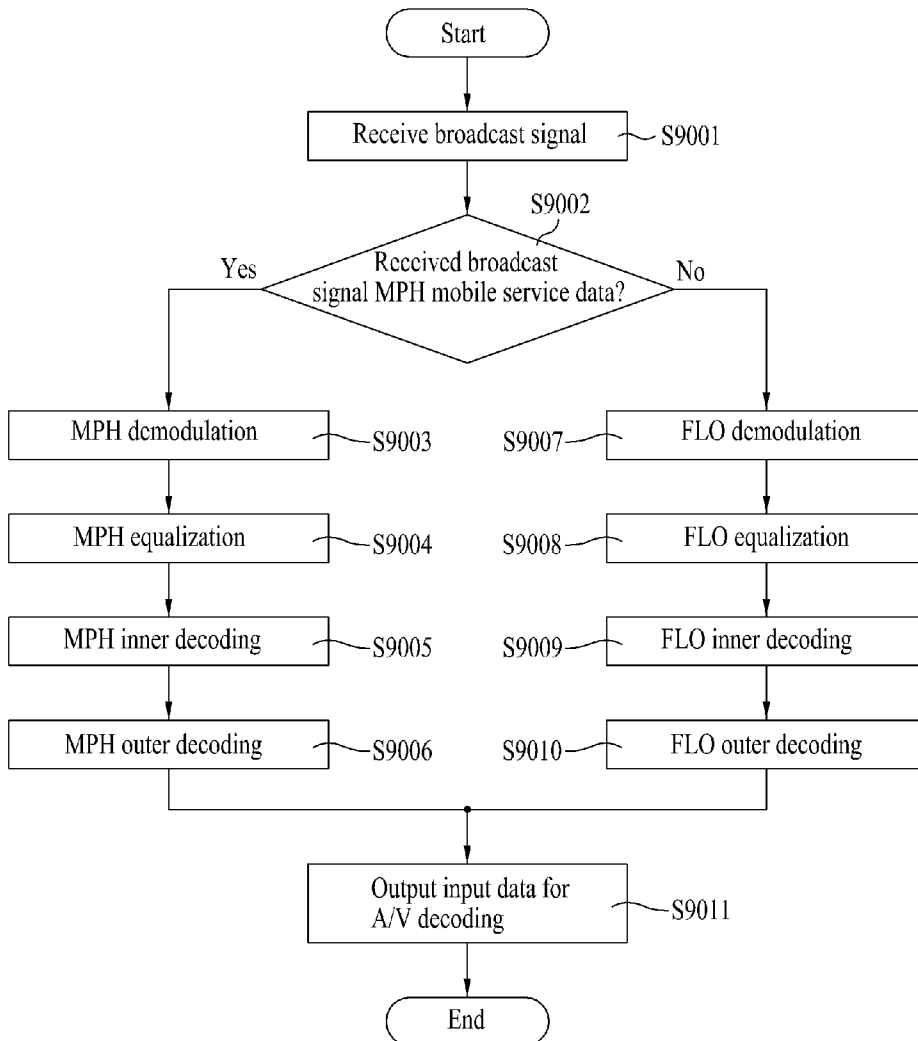 Start
Receive broadcast signal
S9001
S9002
Received broadcast
signal MPH mobile service data?
Yes
No
MPH demodulation
S9003
S9007
FLO demodulation
MPH equalization
S9004
S9008
FLO equalization
MPH inner decoding
S9005
S9009
FLO inner decoding
MPH outer decoding
S9006
S9010
FLO outer decoding
Output input data for
A/V decoding
S9011
End